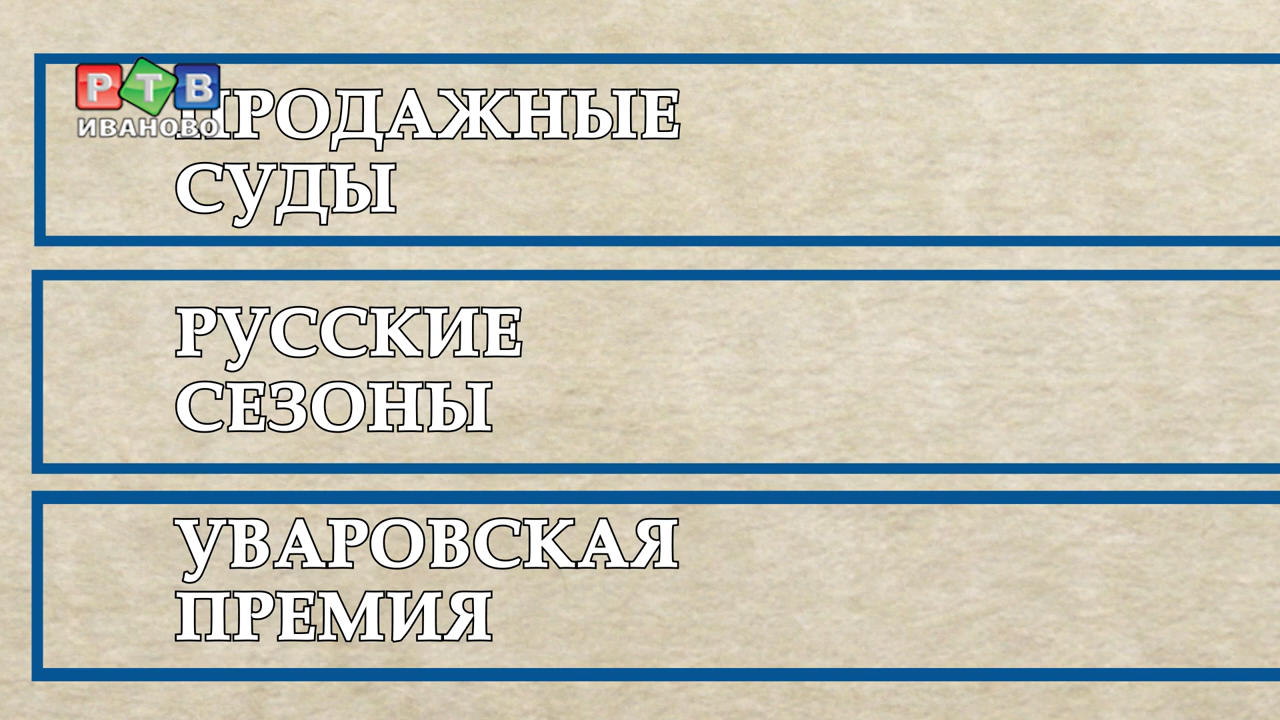 РТВ
ИВАНОВО
ПРОДАЖНЫЕ
СУДЫ
РУССКИЕ
СЕЗОНЫ
УВАРОВСКАЯ
ПРЕМИЯ